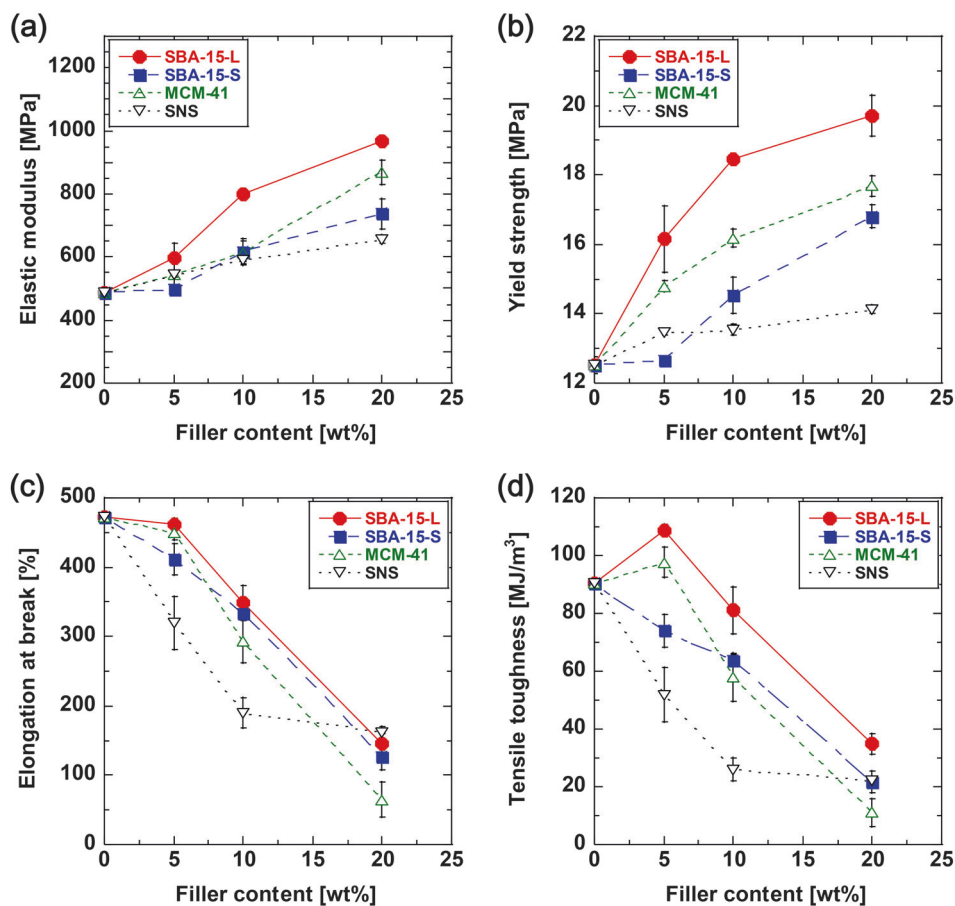 (a)
SBA-15-L
SBA-15-S
MCM-41
SNS
Elastic modulus [MPa]
1200
1000
800
600
400
200
0 5 10 15 20 25
Filler content [wt%]
(b)
SBA-15-L
SBA-15-S
MCM-41
SNS
Yield strength [MPa]
22
20
18
16
14
12
0 5 10 15 20 25
Filler content [wt%]
(c)
SBA-15-L
SBA-15-S
MCM-41
SNS
Elongation at break [%]
500
400
300
200
100
0
0 5 10 15 20 25
Filler content [wt%]
(d)
SBA-15-L
SBA-15-S
MCM-41
SNS
Tensile toughness [MJ/m³]
120
100
80
60
40
20
0
0 5 10 15 20 25
Filler content [wt%]